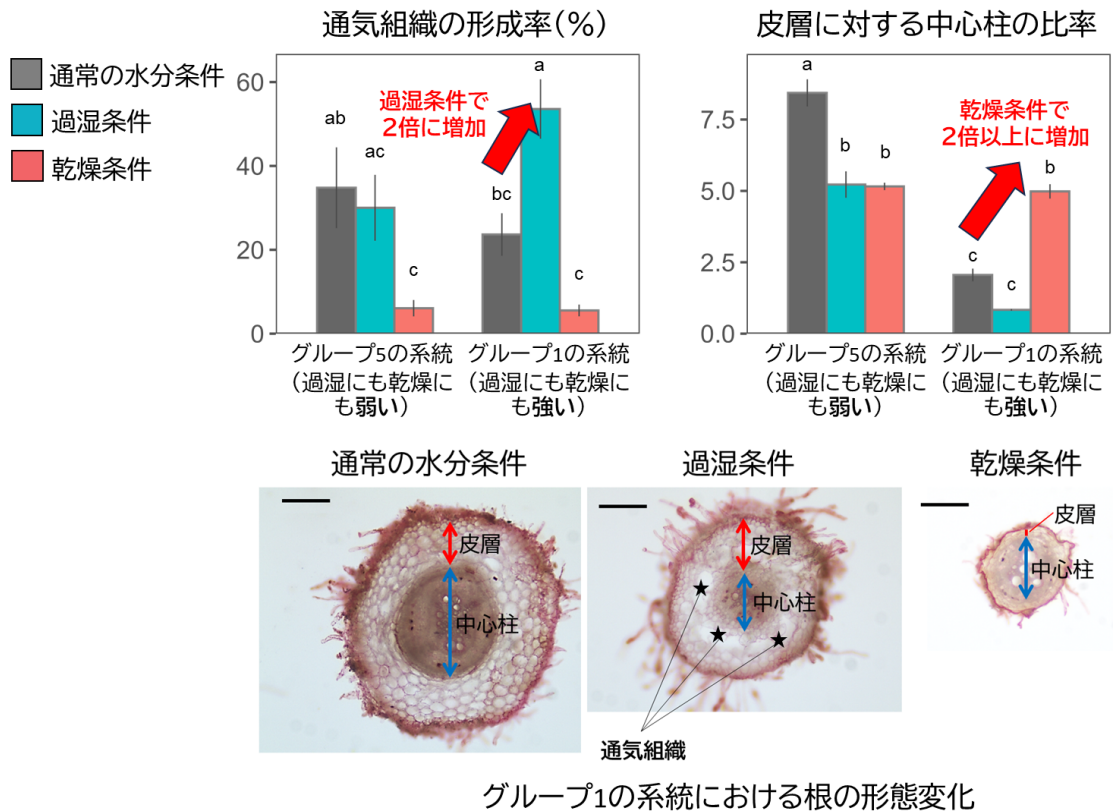 通気組織の形成率(%)
皮層に対する中心柱の比率
通常の水分条件
過湿条件
乾燥条件
60
40
20
0
ab
ac
c
bc
a
c
過湿条件で
2倍に増加
グループ5の系統
(過湿にも乾燥に
も弱い)
グループ1の系統
(過湿にも乾燥に
も強い)
7.5
5.0
2.5
0.0
a
b
b
c
c
b
乾燥条件で
2倍以上に増加
グループ5の系統
(過湿にも乾燥に
も弱い)
グループ1の系統
(過湿にも乾燥に
も強い)
通常の水分条件
過湿条件
乾燥条件
皮層
中心柱
皮層
中心柱
皮層
中心柱
通気組織
グループ1の系統における根の形態変化